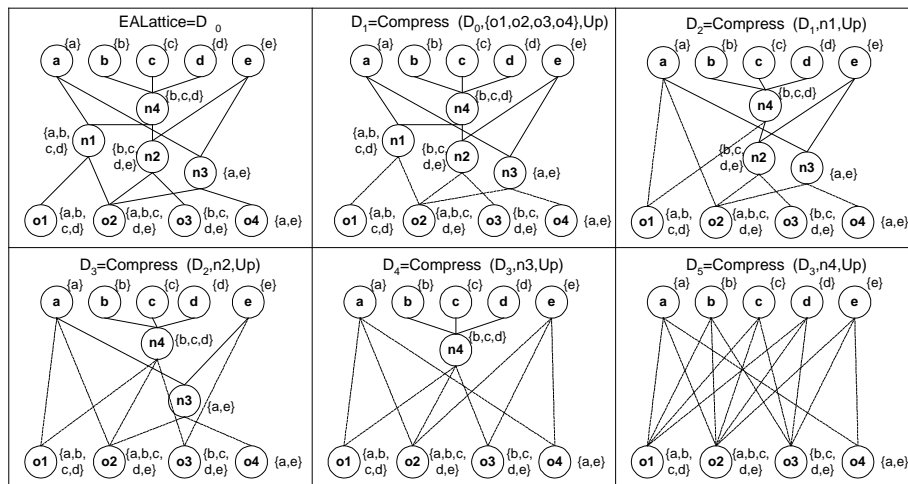 EALattice=D 0
{a} {b} {c} {d} {e}
a b c d e
n4 {b,c,d}
{a,b, c,d} n1 {b,c, d,e} n2
n3 {a,e}
o1 {a,b, c,d} o2 {a,b,c, d,e} o3 {b,c, d,e} o4 {a,e}
D1=Compress (D0,{o1,o2,o3,o4},Up)
{a} {b} {c} {d} {e}
a b c d e
n4 {b,c,d}
{a,b, c,d} n1 {b,c, d,e} n2
n3 {a,e}
o1 {a,b, c,d} o2 {a,b,c, d,e} o3 {b,c, d,e} o4 {a,e}
D2=Compress (D1,n1,Up)
{a} {b} {c} {d} {e}
a b c d e
n4 {b,c,d}
{b,c, d,e} n2
n3 {a,e}
o1 {a,b, c,d} o2 {a,b,c, d,e} o3 {b,c, d,e} o4 {a,e}
D3=Compress (D2,n2,Up)
{a} {b} {c} {d} {e}
a b c d e
n4 {b,c,d}
n3 {a,e}
o1 {a,b, c,d} o2 {a,b,c, d,e} o3 {b,c, d,e} o4 {a,e}
D4=Compress (D3,n3,Up)
{a} {b} {c} {d} {e}
a b c d e
n4 {b,c,d}
o1 {a,b, c,d} o2 {a,b,c, d,e} o3 {b,c, d,e} o4 {a,e}
D5=Compress (D3,n4,Up)
{a} {b} {c} {d} {e}
a b c d e
o1 {a,b, c,d} o2 {a,b,c, d,e} o3 {b,c, d,e} o4 {a,e}